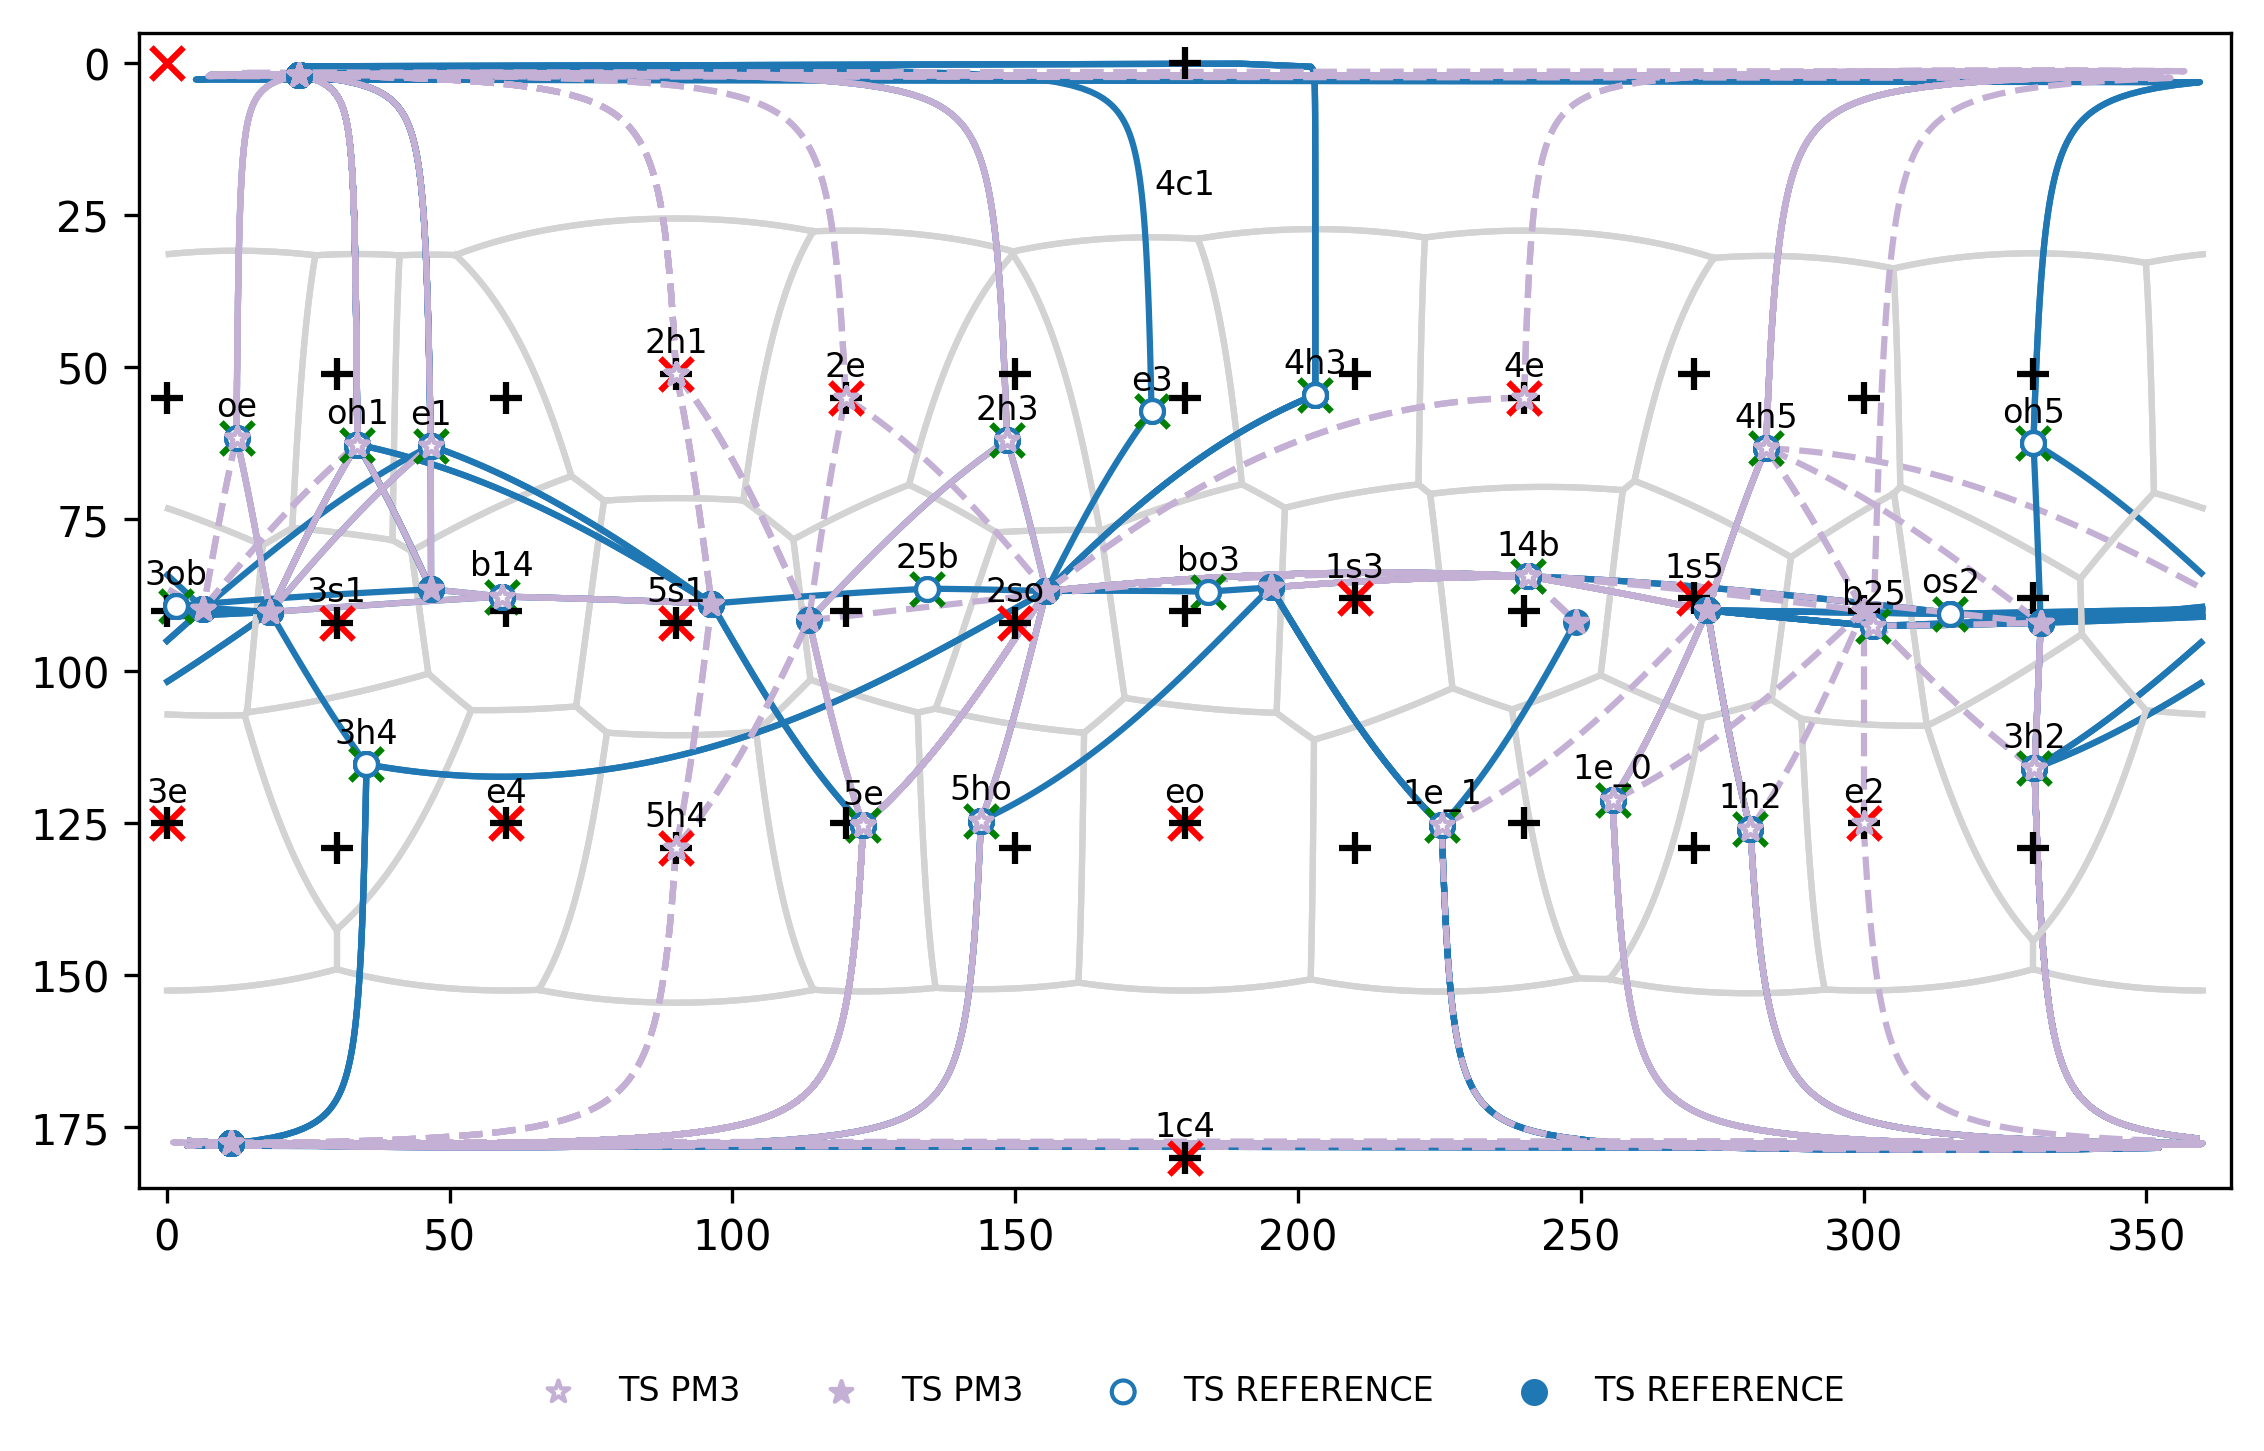 0
25
50
75
100
125
150
175
4c1
2h1
2e
e3
4h3
4e
oe
oh1
e1
2h3
4h5
oh5
3ob
3s1
b14
5s1
25b
2so
bo3
1s3
14b
1s5
b25
os2
3h4
3h2
3e
e4
5h4
5e
5ho
eo
1e_1
1e_0
1h2
e2
1c4
0 50 100 150 200 250 300 350
TS PM3 TS PM3 TS REFERENCE TS REFERENCE